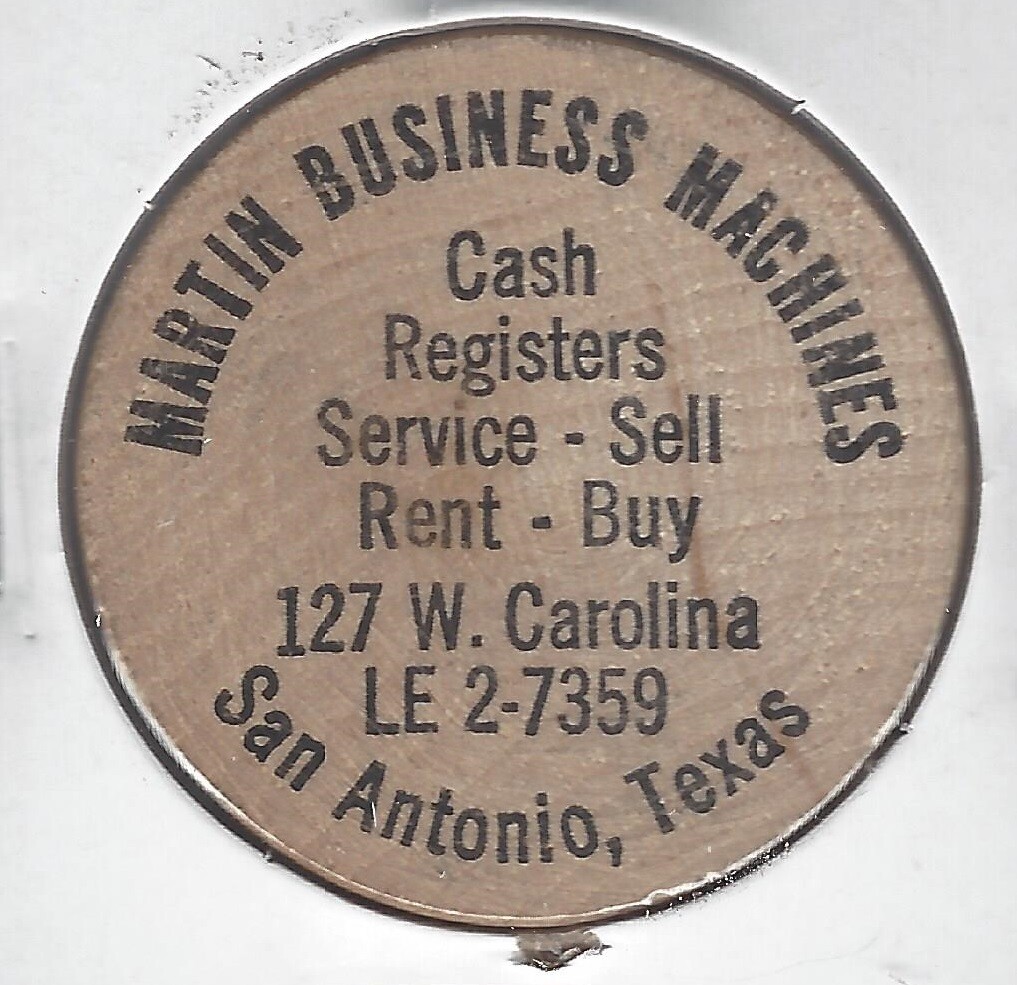 MARTIN BUSINESS MACHINES
Cash
Registers
Service - Sell
Rent - Buy
127 W. Carolina
LE 2-7359
San Antonio, Texas